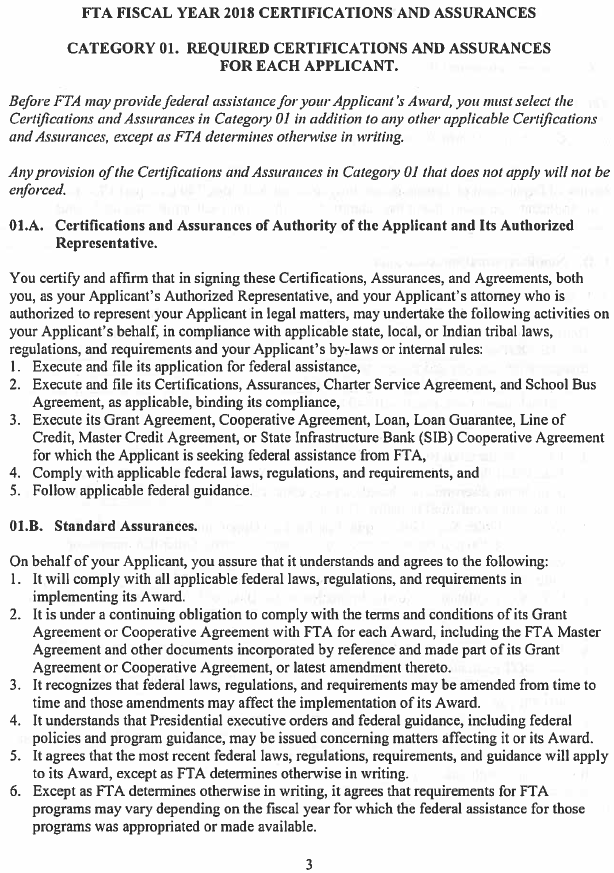 FTA FISCAL YEAR 2018 CERTIFICATIONS AND ASSURANCES
CATEGORY 01. REQUIRED CERTIFICATIONS AND ASSURANCES
FOR EACH APPLICANT.
Before FTA may provide federal assistance for your Applicant's Award, you must select the
Certifications and Assurances in Category 01 in addition to any other applicable Certifications
and Assurances, except as FTA determines otherwise in writing.
Any provision of the Certifications and Assurances in Category 01 that does not apply will not be
enforced.
01.A. Certifications and Assurances of Authority of the Applicant and Its Authorized
Representative.
You certify and affirm that in signing these Certifications, Assurances, and Agreements, both
you, as your Applicant's Authorized Representative, and your Applicant's attorney who is
authorized to represent your Applicant in legal matters, may undertake the following activities on
your Applicant's behalf, in compliance with applicable state, local, or Indian tribal laws,
regulations, and requirements and your Applicant's by-laws or internal rules:
1. Execute and file its application for federal assistance,
2. Execute and file its Certifications, Assurances, Charter Service Agreement, and School Bus
Agreement, as applicable, binding its compliance,
3. Execute its Grant Agreement, Cooperative Agreement, Loan, Loan Guarantee, Line of
Credit, Master Credit Agreement, or State Infrastructure Bank (SIB) Cooperative Agreement
for which the Applicant is seeking federal assistance from FTA,
4. Comply with applicable federal laws, regulations, and requirements, and
5. Follow applicable federal guidance.
01.B. Standard Assurances.
On behalf of your Applicant, you assure that it understands and agrees to the following:
1. It will comply with all applicable federal laws, regulations, and requirements in
implementing its Award.
2. It is under a continuing obligation to comply with the terms and conditions of its Grant
Agreement or Cooperative Agreement with FTA for each Award, including the FTA Master
Agreement and other documents incorporated by reference and made part of its Grant
Agreement or Cooperative Agreement, or latest amendment thereto.
3. It recognizes that federal laws, regulations, and requirements may be amended from time to
time and those amendments may affect the implementation of its Award.
4. It understands that Presidential executive orders and federal guidance, including federal
policies and program guidance, may be issued concerning matters affecting it or its Award.
5. It agrees that the most recent federal laws, regulations, requirements, and guidance will apply
to its Award, except as FTA determines otherwise in writing.
6. Except as FTA determines otherwise in writing, it agrees that requirements for FTA
programs may vary depending on the fiscal year for which the federal assistance for those
programs was appropriated or made available.
3